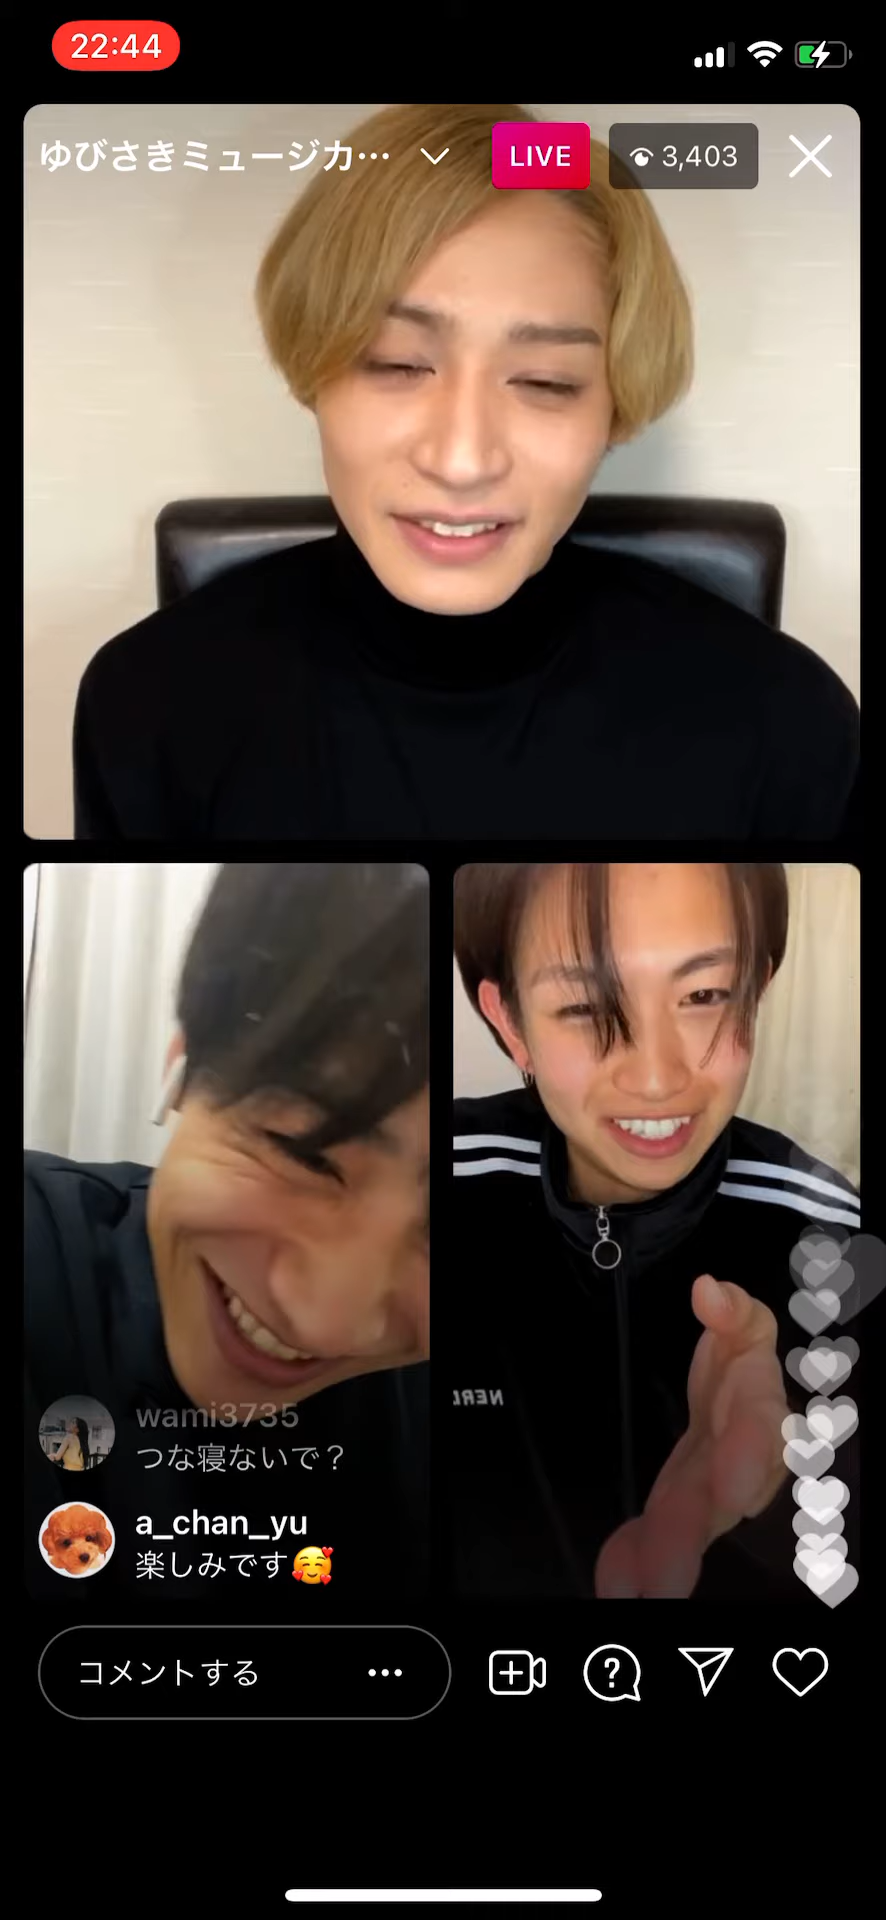 22:44
ゆびさきミュージカ…
LIVE
3,403
wami3735
つな寝ないで？
a_chan_yu
楽しみです🥰
コメントする